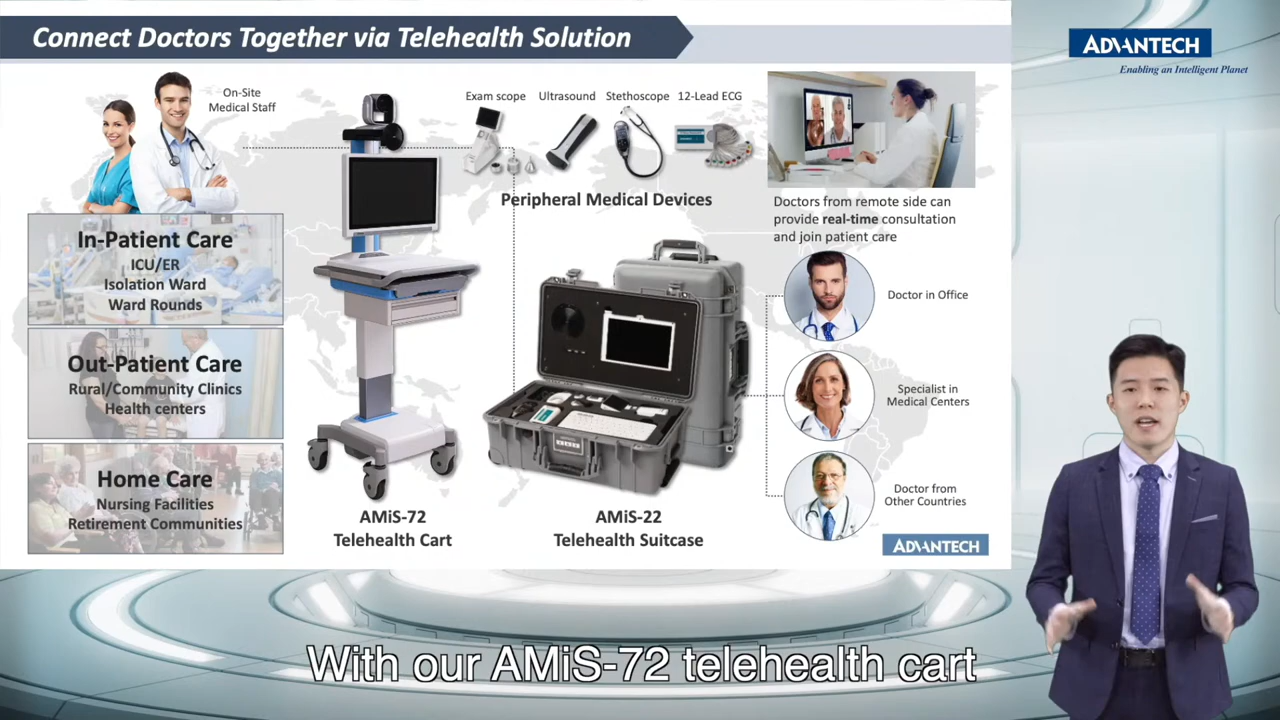 Connect Doctors Together via Telehealth Solution
ADVANTECH
Enabling an Intelligent Planet
On-Site
Medical Staff
Exam scope
Ultrasound
Stethoscope
12-Lead ECG
Peripheral Medical Devices
Doctors from remote side can
provide real-time consultation
and join patient care
In-Patient Care
ICU/ER
Isolation Ward
Ward Rounds
Out-Patient Care
Rural/Community Clinics
Health centers
Home Care
Nursing Facilities
Retirement Communities
AMiS-72
Telehealth Cart
AMiS-22
Telehealth Suitcase
Doctor in Office
Specialist in
Medical Centers
Doctor from
Other Countries
ADVANTECH
With our AMiS-72 telehealth cart